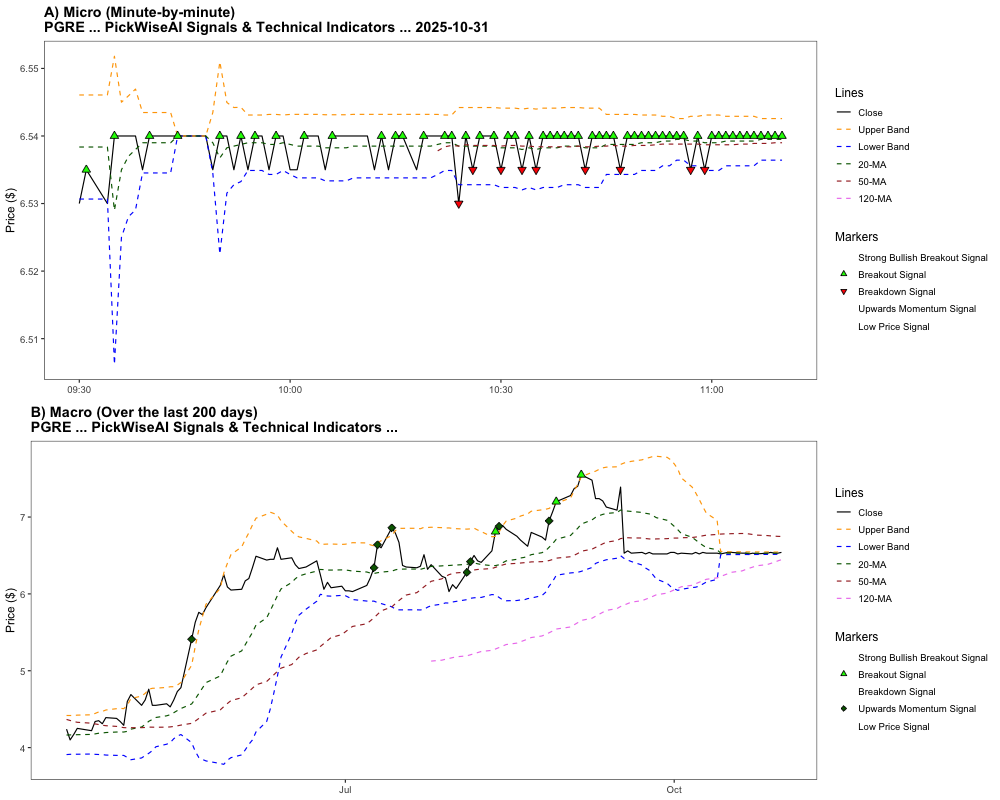 A) Micro (Minute-by-minute)
PGRE ... PickWiseAI Signals & Technical Indicators ... 2025-10-31
Price ($)
6.55
6.54
6.53
6.52
6.51
09:30
10:00
10:30
11:00
Lines
Close
Upper Band
Lower Band
20-MA
50-MA
120-MA
Markers
Strong Bullish Breakout Signal
Breakout Signal
Breakdown Signal
Upwards Momentum Signal
Low Price Signal
B) Macro (Over the last 200 days)
PGRE ... PickWiseAI Signals & Technical Indicators ...
Price ($)
7
6
5
4
Jul
Oct
Lines
Close
Upper Band
Lower Band
20-MA
50-MA
120-MA
Markers
Strong Bullish Breakout Signal
Breakout Signal
Breakdown Signal
Upwards Momentum Signal
Low Price Signal